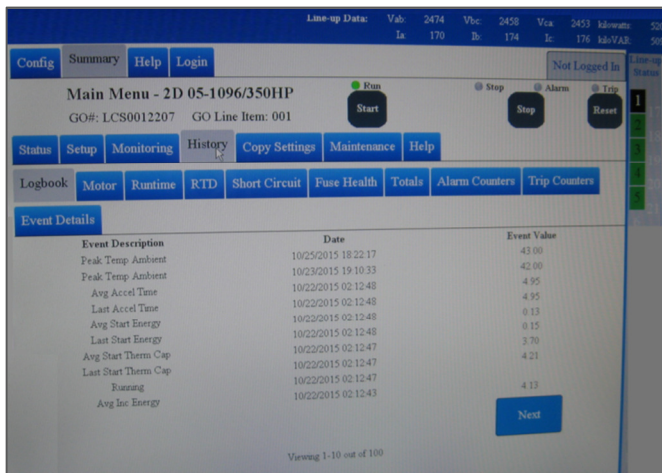 Line-up Data: Vab: 2474 Vbc: 2458 Vca: 2453 kilowatts:
Ia: 170 Ib: 174 Ic: 176 kiloVAR:
Config Summary Help Login Not Logged In Line-up Status
Main Menu - 2D 05-1096/350HP Run Stop Alarm Trip
GO#: LCS0012207 GO Line Item: 001 Start Stop Reset
1
2
3
4
5
Status Setup Monitoring History Copy Settings Maintenance Help
Logbook Motor Runtime RTD Short Circuit Fuse Health Totals Alarm Counters Trip Counters
Event Details
Event Description Date Event Value
Peak Temp Ambient 10/25/2015 18:22:17 43.00
Peak Temp Ambient 10/23/2015 19:10:33 42.00
Avg Accel Time 10/22/2015 02:12:48 4.95
Last Accel Time 10/22/2015 02:12:48 4.95
Avg Start Energy 10/22/2015 02:12:48 0.13
Last Start Energy 10/22/2015 02:12:48 0.15
Avg Start Therm Cap 10/22/2015 02:12:47 3.70
Last Start Therm Cap 10/22/2015 02:12:47 4.21
Running 10/22/2015 02:12:47
Avg Inc Energy 10/22/2015 02:12:43 4.13
Next
Viewing 1-10 out of 100